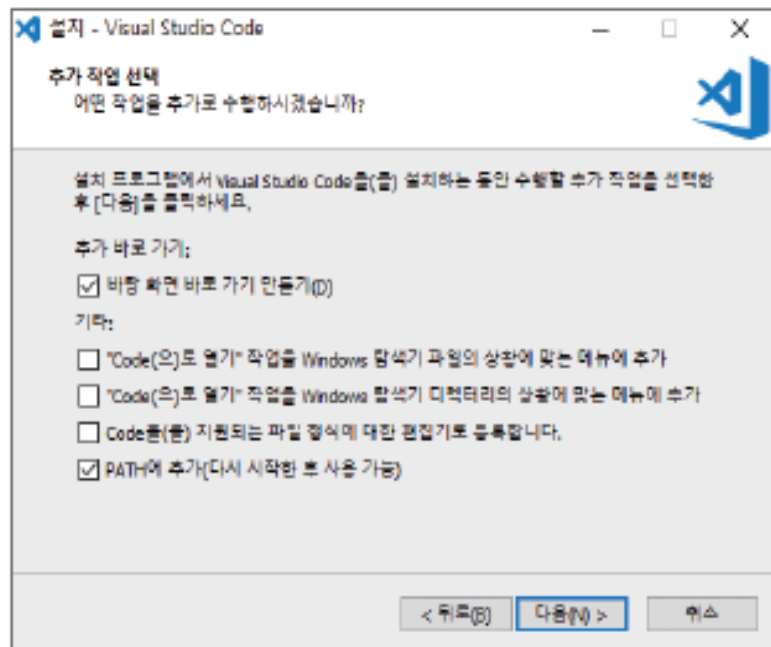 설치 - Visual Studio Code
추가 작업 선택
어떤 작업을 추가로 수행하시겠습니까?
설치 프로그램에서 Visual Studio Code을(를) 설치하는 동안 수행할 추가 작업을 선택한
후 [다음]을 클릭하세요.
추가 바로 가기:
바탕 화면 바로 가기 만들기(D)
기타:
"Code(으)로 열기" 작업을 Windows 탐색기 파일의 상황에 맞는 메뉴에 추가
"Code(으)로 열기" 작업을 Windows 탐색기 디렉터리의 상황에 맞는 메뉴에 추가
Code을(를) 지원되는 파일 형식에 대한 편집기로 등록합니다.
PATH에 추가(다시 시작한 후 사용 가능)
< 뒤로(B) 다음(N) > 취소